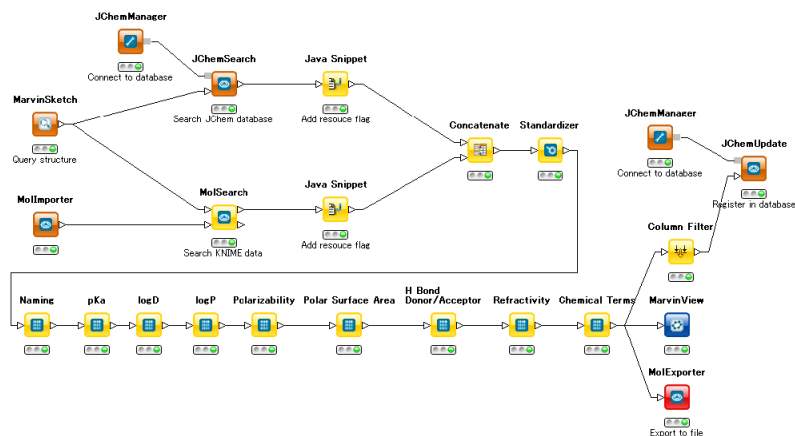 JChemManager
Connect to database
JChemSearch
Search JChem database
Java Snippet
Add resouce flag
MarvinSketch
Query structure
Concatenate
Standardizer
JChemManager
Connect to database
JChemUpdate
Register in database
MolImporter
MolSearch
Search KNIME data
Java Snippet
Add resouce flag
Column Filter
Naming
pKa
logD
logP
Polarizability
Polar Surface Area
H Bond
Donor/Acceptor
Refractivity
Chemical Terms
MarvinView
MolExporter
Export to file